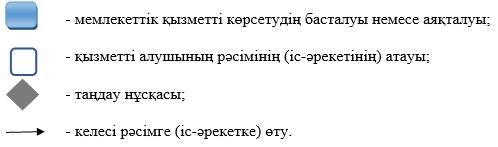 - мемлекеттік қызметті көрсетудің басталуы немесе аяқталуы;
- қызметті алушының рәсімінің (іс-әрекетінің) атауы;
- таңдау нұсқасы;
- келесі рәсімге (іс-әрекетке) өту.